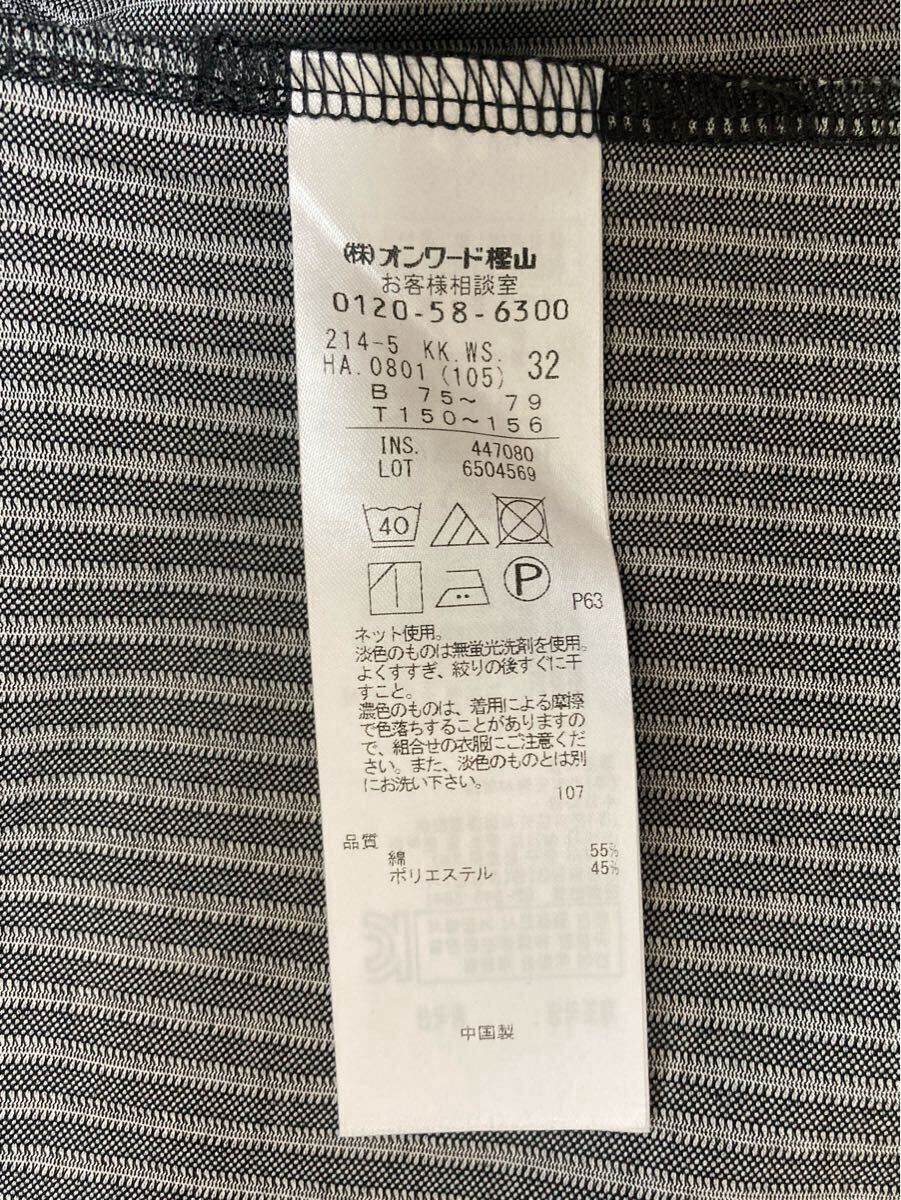 (株)オンワード樫山
お客様相談室
0120-58-6300
214-5 KK.WS. 32
HA.0801 (105)
B 75～ 79
T150～156
INS. 447080
LOT 6504569
40
P
P63
ネット使用。
淡色のものは無蛍光洗剤を使用。
よくすすぎ、絞りの後すぐに干
すこと。
濃色のものは、着用による摩擦
で色落ちすることがありますの
で、組合せの衣服にご注意くだ
さい。また、淡色のものとは別
にお洗い下さい。
107
品質
綿 55%
ポリエステル 45%
中国製